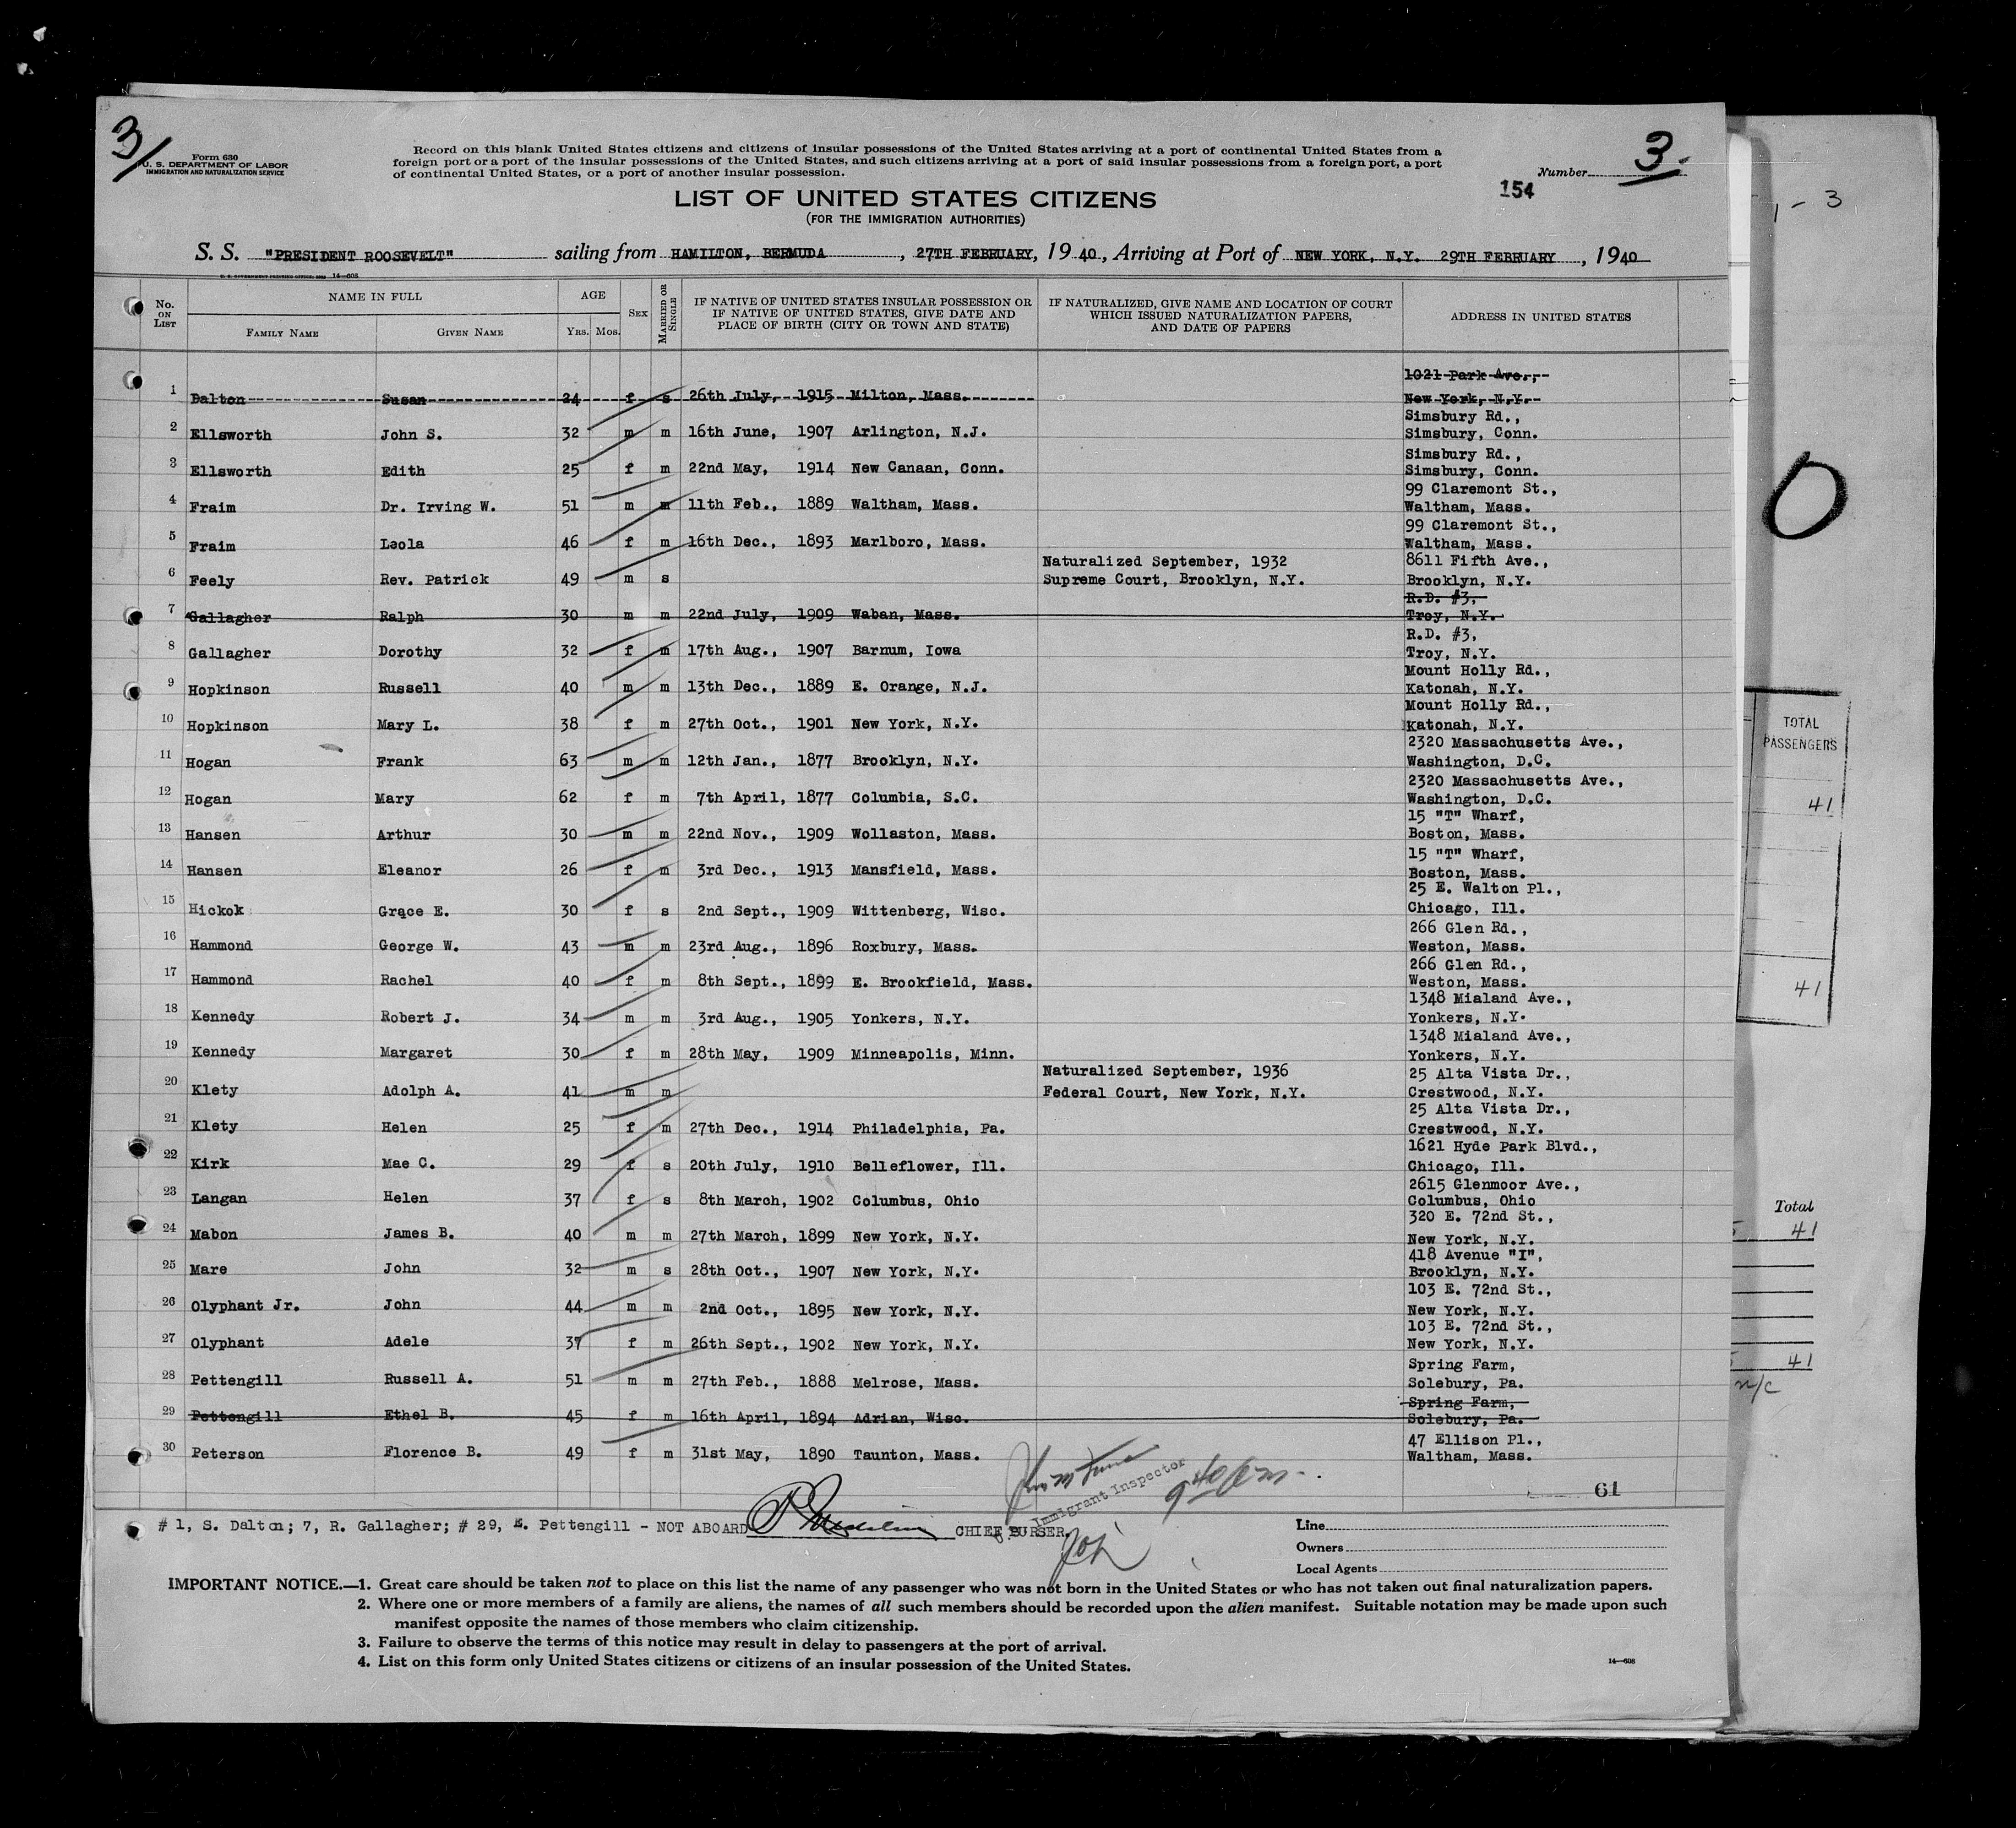 3/
Form 630
U. S. DEPARTMENT OF LABOR
IMMIGRATION AND NATURALIZATION SERVICE
Record on this blank United States citizens and citizens of insular possessions of the United States arriving at a port of continental United States from a
foreign port or a port of the insular possessions of the United States, and such citizens arriving at a port of said insular possessions from a foreign port, a port
of continental United States, or a port of another insular possession.
Number 3.
154
LIST OF UNITED STATES CITIZENS
(FOR THE IMMIGRATION AUTHORITIES)
S. S. "PRESIDENT ROOSEVELT" sailing from HAMILTON, BERMUDA, 27TH FEBRUARY, 19 40, Arriving at Port of NEW YORK, N.Y. 29TH FEBRUARY, 1940
U. S. GOVERNMENT PRINTING OFFICE 14—608
No. ON LIST
NAME IN FULL
FAMILY NAME GIVEN NAME
AGE
YRS. MOS.
SEX
MARRIED OR SINGLE
IF NATIVE OF UNITED STATES INSULAR POSSESSION OR
IF NATIVE OF UNITED STATES, GIVE DATE AND
PLACE OF BIRTH (CITY OR TOWN AND STATE)
IF NATURALIZED, GIVE NAME AND LOCATION OF COURT
WHICH ISSUED NATURALIZATION PAPERS,
AND DATE OF PAPERS
ADDRESS IN UNITED STATES
1021 Park Ave.,
1 Dalton Susan 24 f s 26th July, 1915 Milton, Mass. New York, N.Y.
Simsbury Rd.,
2 Ellsworth John S. 32 m m 16th June, 1907 Arlington, N.J. Simsbury, Conn.
Simsbury Rd.,
3 Ellsworth Edith 25 f m 22nd May, 1914 New Canaan, Conn. Simsbury, Conn.
99 Claremont St.,
4 Fraim Dr. Irving W. 51 m m 11th Feb., 1889 Waltham, Mass. Waltham, Mass.
99 Claremont St.,
5 Fraim Leola 46 f m 16th Dec., 1893 Marlboro, Mass. Waltham, Mass.
Naturalized September, 1932 8611 Fifth Ave.,
6 Feely Rev. Patrick 49 m s Supreme Court, Brooklyn, N.Y. Brooklyn, N.Y.
R.D. #3,
7 Gallagher Ralph 30 m m 22nd July, 1909 Waban, Mass. Troy, N.Y.
R.D. #3,
8 Gallagher Dorothy 32 f m 17th Aug., 1907 Barnum, Iowa Troy, N.Y.
Mount Holly Rd.,
9 Hopkinson Russell 40 m m 13th Dec., 1889 E. Orange, N.J. Katonah, N.Y.
Mount Holly Rd.,
10 Hopkinson Mary L. 38 f m 27th Oct., 1901 New York, N.Y. Katonah, N.Y.
2320 Massachusetts Ave.,
11 Hogan Frank 63 m m 12th Jan., 1877 Brooklyn, N.Y. Washington, D.C.
2320 Massachusetts Ave.,
12 Hogan Mary 62 f m 7th April, 1877 Columbia, S.C. Washington, D.C.
15 "T" Wharf,
13 Hansen Arthur 30 m m 22nd Nov., 1909 Wollaston, Mass. Boston, Mass.
15 "T" Wharf,
14 Hansen Eleanor 26 f m 3rd Dec., 1913 Mansfield, Mass. Boston, Mass.
25 E. Walton Pl.,
15 Hickok Grace E. 30 f s 2nd Sept., 1909 Wittenberg, Wisc. Chicago, Ill.
266 Glen Rd.,
16 Hammond George W. 43 m m 23rd Aug., 1896 Roxbury, Mass. Weston, Mass.
266 Glen Rd.,
17 Hammond Rachel 40 f m 8th Sept., 1899 E. Brookfield, Mass. Weston, Mass.
1348 Mialand Ave.,
18 Kennedy Robert J. 34 m m 3rd Aug., 1905 Yonkers, N.Y. Yonkers, N.Y.
1348 Mialand Ave.,
19 Kennedy Margaret 30 f m 28th May, 1909 Minneapolis, Minn. Yonkers, N.Y.
Naturalized September, 1936 25 Alta Vista Dr.,
20 Klety Adolph A. 41 m m Federal Court, New York, N.Y. Crestwood, N.Y.
25 Alta Vista Dr.,
21 Klety Helen 25 f m 27th Dec., 1914 Philadelphia, Pa. Crestwood, N.Y.
1621 Hyde Park Blvd.,
22 Kirk Mae C. 29 f s 20th July, 1910 Belleflower, Ill. Chicago, Ill.
2615 Glenmoor Ave.,
23 Langan Helen 37 f s 8th March, 1902 Columbus, Ohio Columbus, Ohio
320 E. 72nd St.,
24 Mabon James B. 40 m m 27th March, 1899 New York, N.Y. New York, N.Y.
418 Avenue "I",
25 Mare John 32 m s 28th Oct., 1907 New York, N.Y. Brooklyn, N.Y.
103 E. 72nd St.,
26 Olyphant Jr. John 44 m m 2nd Oct., 1895 New York, N.Y. New York, N.Y.
103 E. 72nd St.,
27 Olyphant Adele 37 f m 26th Sept., 1902 New York, N.Y. New York, N.Y.
Spring Farm,
28 Pettengill Russell A. 51 m m 27th Feb., 1888 Melrose, Mass. Solebury, Pa.
Spring Farm,
29 Pettengill Ethel B. 45 f m 16th April, 1894 Adrian, Wisc. Solebury, Pa.
47 Ellison Pl.,
30 Peterson Florence B. 49 f m 31st May, 1890 Taunton, Mass. Waltham, Mass.
Immigrant Inspector
61
# 1, S. Dalton; 7, R. Gallagher; # 29, E. Pettengill - NOT ABOARD CHIEF PURSER.
Line
Owners
Local Agents
IMPORTANT NOTICE.—1. Great care should be taken not to place on this list the name of any passenger who was not born in the United States or who has not taken out final naturalization papers.
2. Where one or more members of a family are aliens, the names of all such members should be recorded upon the alien manifest. Suitable notation may be made upon such
manifest opposite the names of those members who claim citizenship.
3. Failure to observe the terms of this notice may result in delay to passengers at the port of arrival.
4. List on this form only United States citizens or citizens of an insular possession of the United States.
14—608
1 - 3
0
TOTAL
PASSENGERS
41
41
Total
41
41
n/c